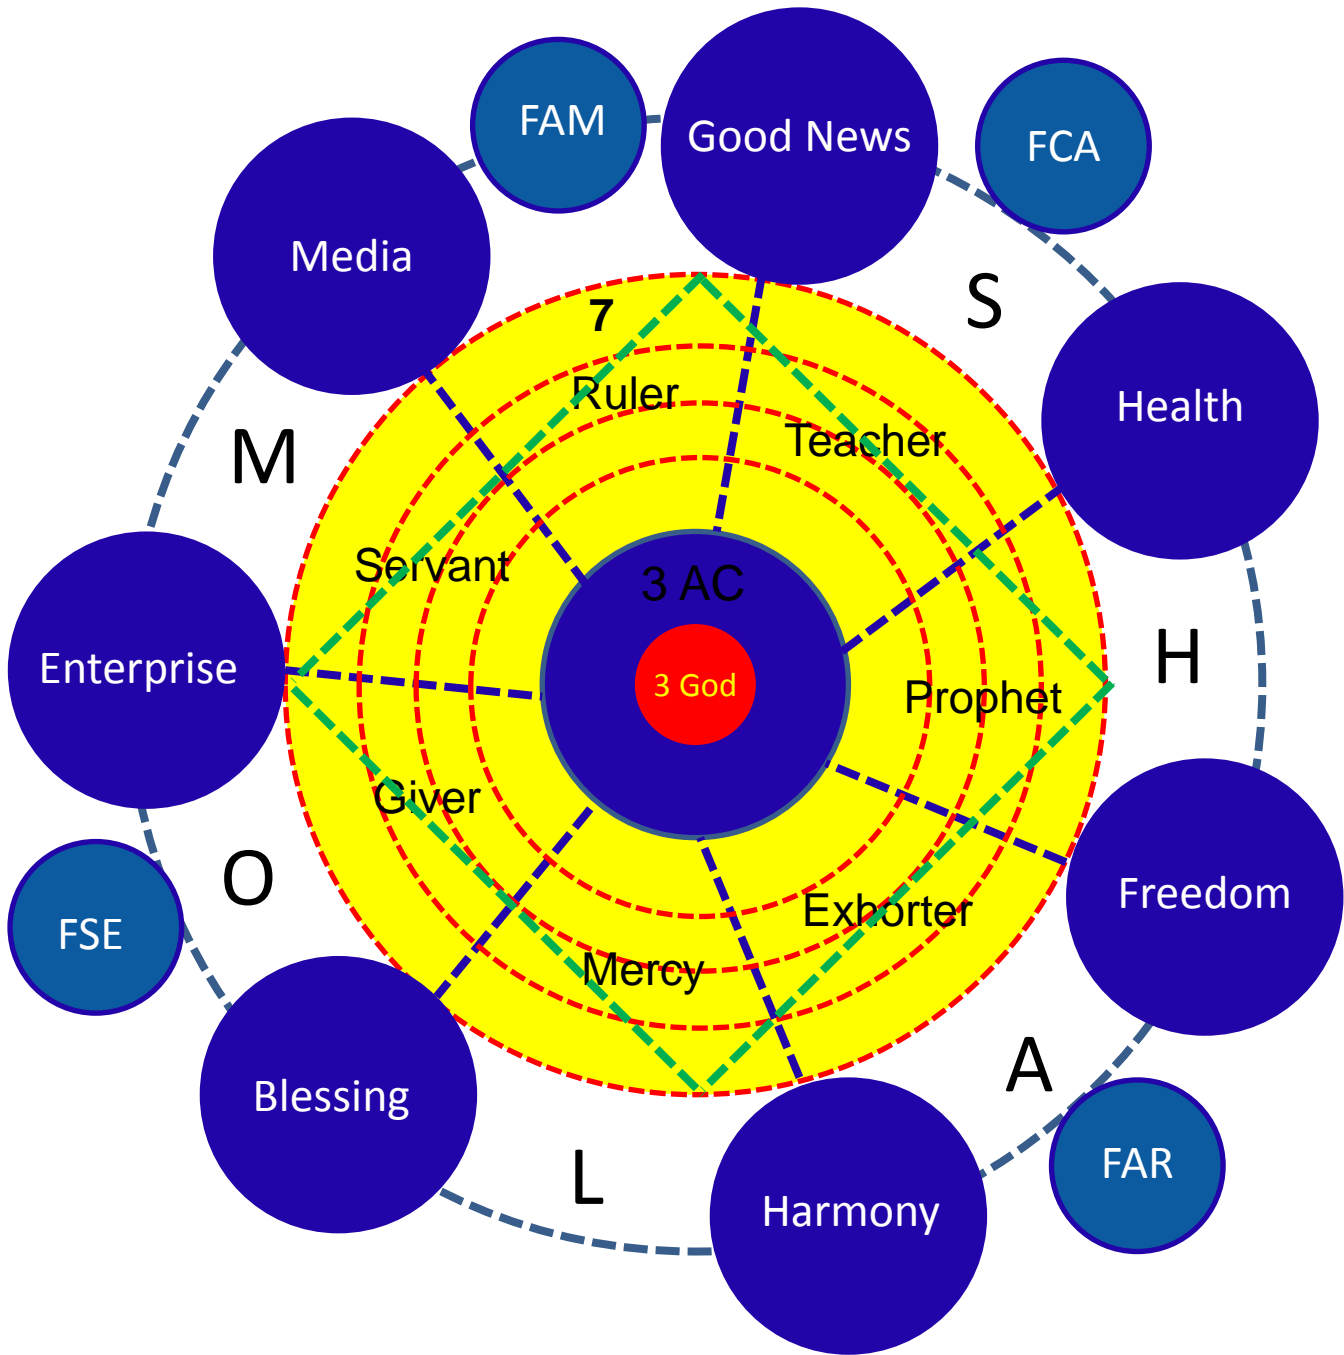 FAM
Good News
FCA
Media
S
7
Ruler
Health
Teacher
M
Servant
3 AC
H
Enterprise
3 God
Prophet
Giver
O
Freedom
FSE
Exhorter
Mercy
A
Blessing
L
FAR
Harmony